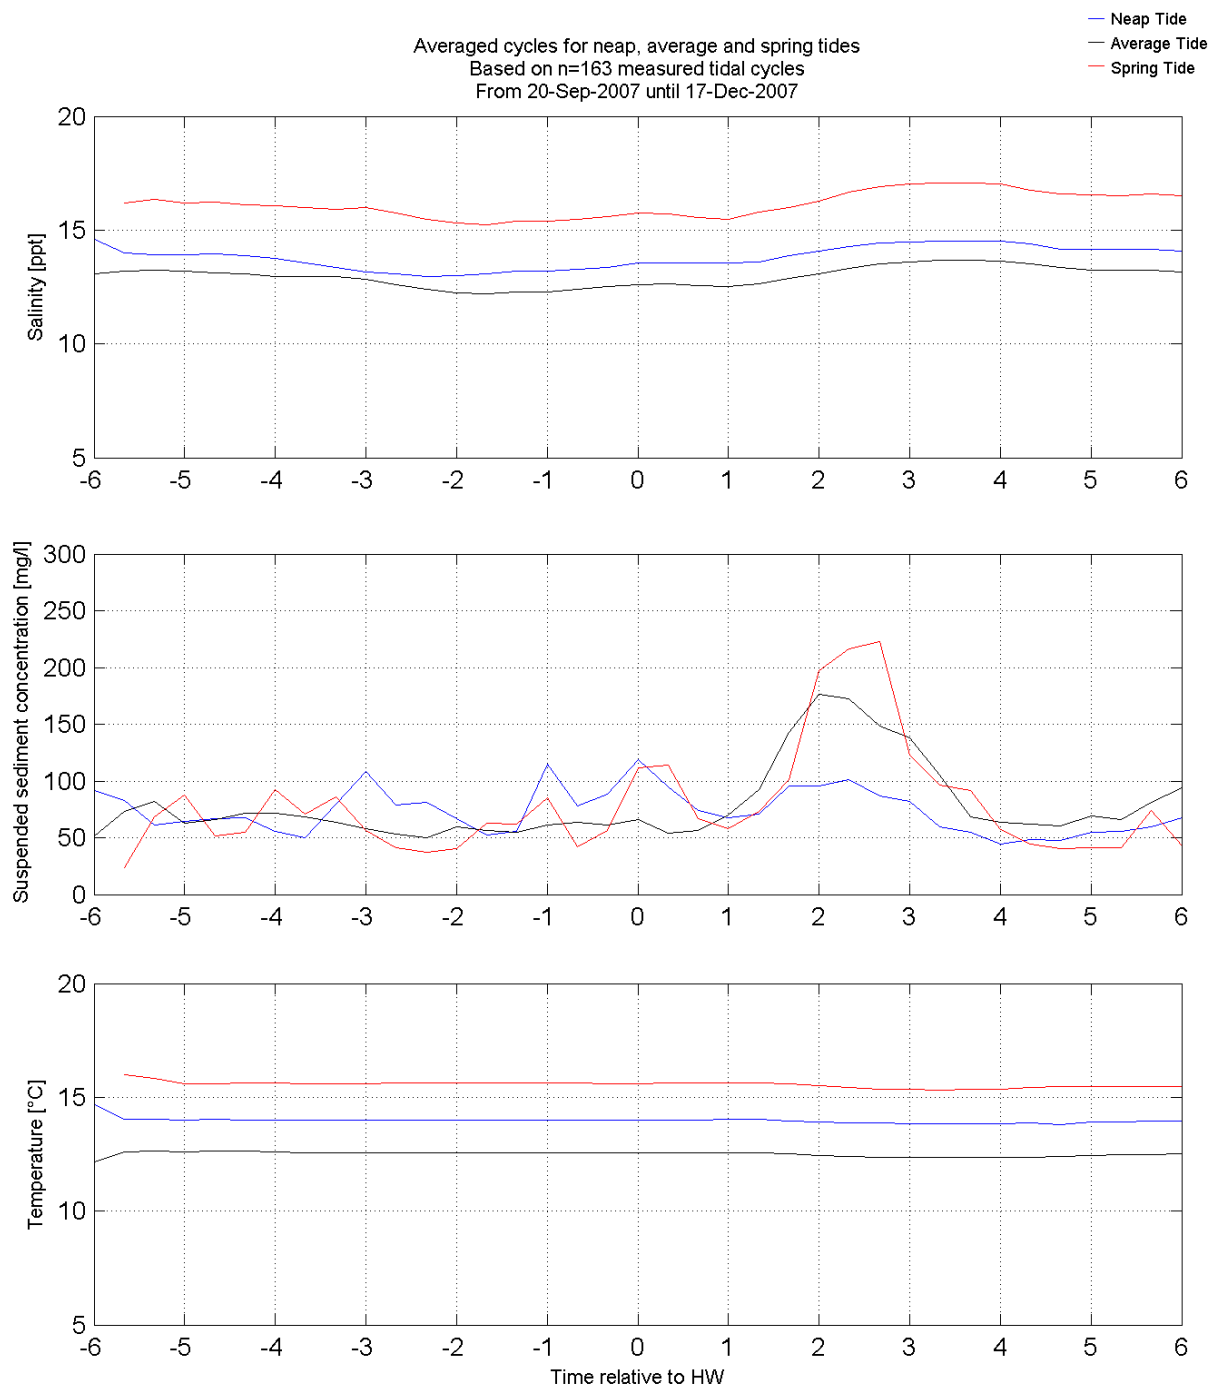 Neap Tide
Average Tide
Spring Tide
Averaged cycles for neap, average and spring tides
Based on n=163 measured tidal cycles
From 20-Sep-2007 until 17-Dec-2007
Salinity [ppt]
20
15
10
5
-6 -5 -4 -3 -2 -1 0 1 2 3 4 5 6
Suspended sediment concentration [mg/l]
300
250
200
150
100
50
0
-6 -5 -4 -3 -2 -1 0 1 2 3 4 5 6
Temperature [°C]
20
15
10
5
-6 -5 -4 -3 -2 -1 0 1 2 3 4 5 6
Time relative to HW